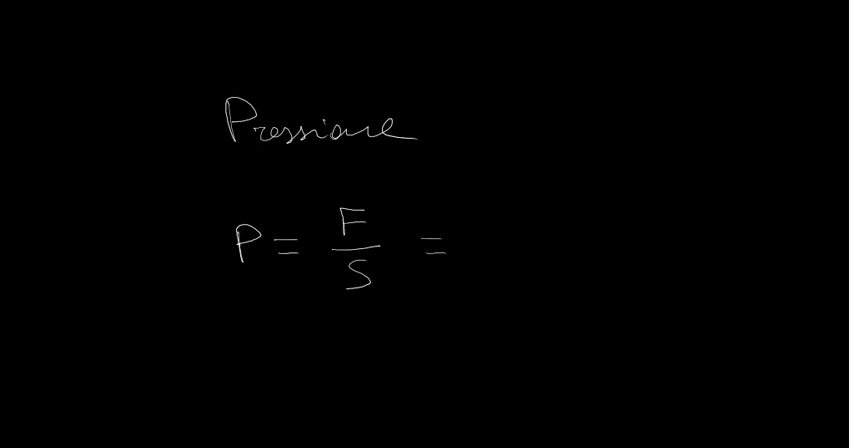 Pressione
P = F/S =